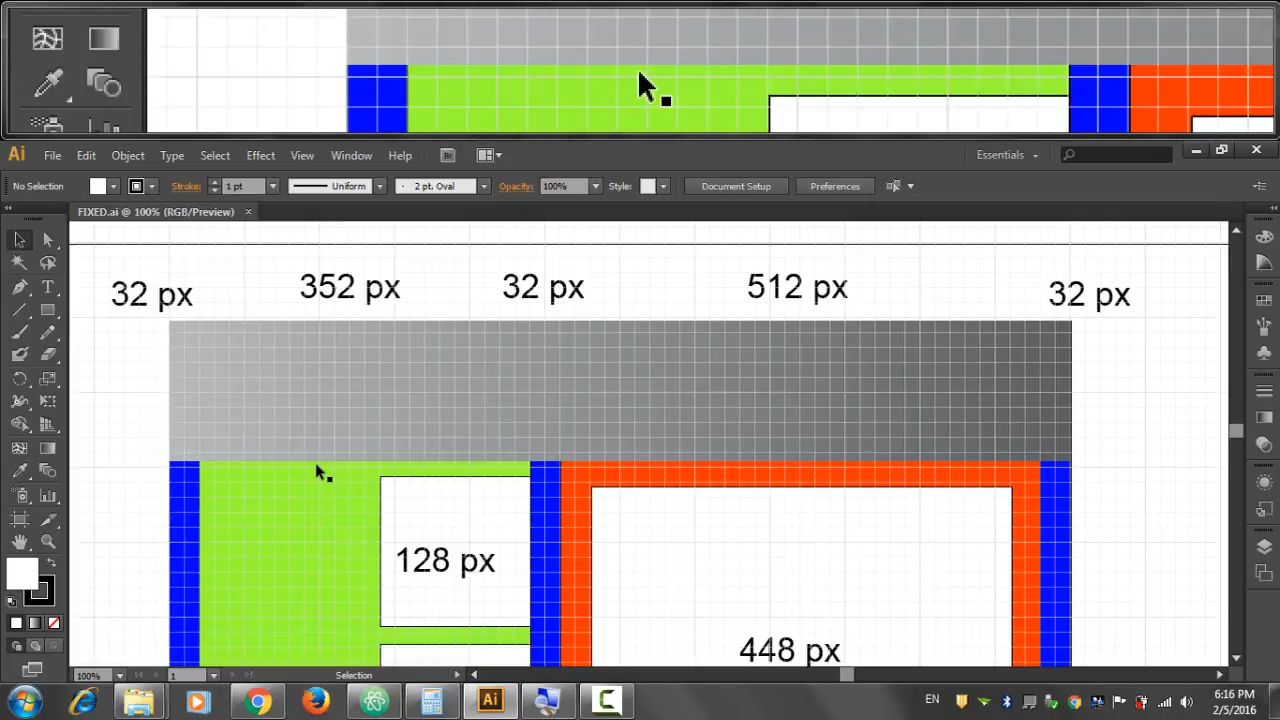 Ai File Edit Object Type Select Effect View Window Help Br Essentials
No Selection Stroke: 1 pt Uniform 2 pt. Oval Opacity: 100% Style: Document Setup Preferences
FIXED.ai @ 100% (RGB/Preview)
32 px 352 px 32 px 512 px 32 px
128 px
448 px
100% 1 Selection
Ai EN 6:16 PM
2/5/2016